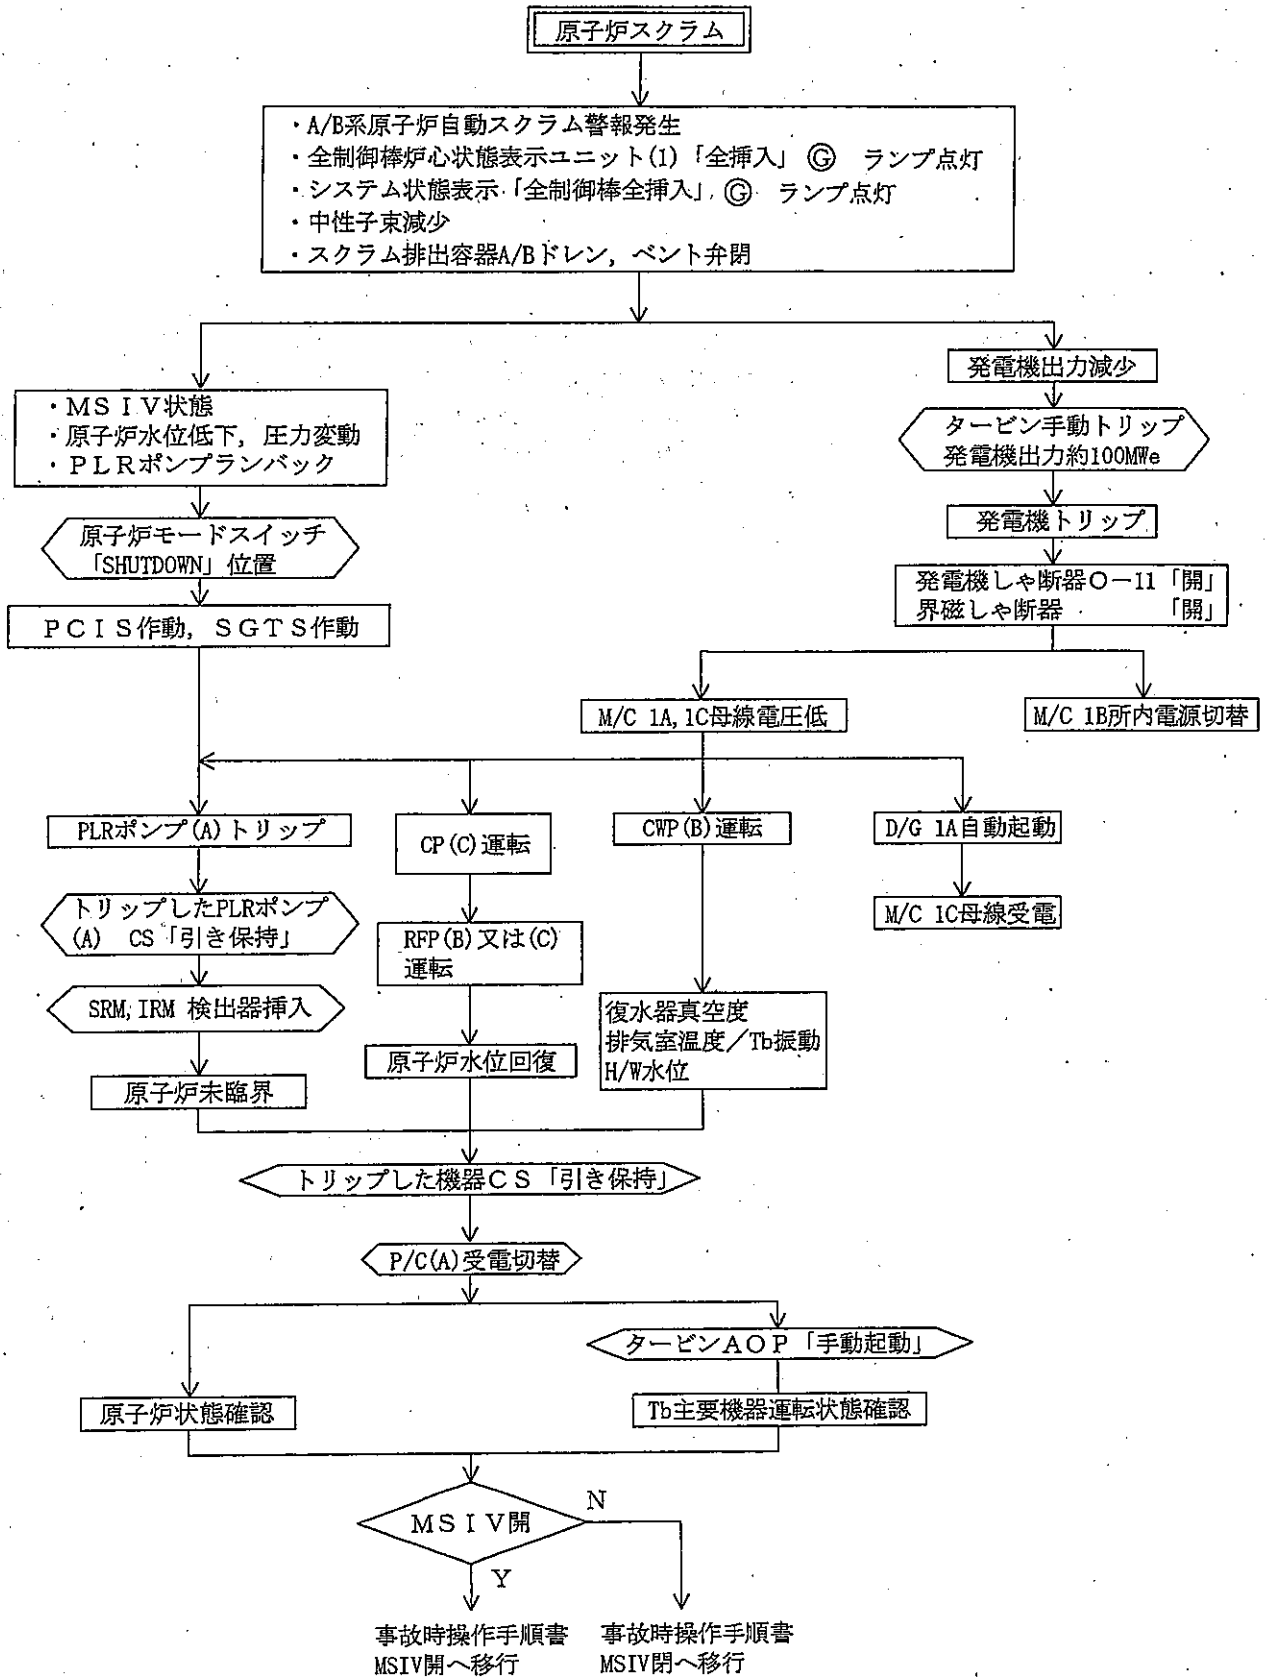 原子炉スクラム
・A/B系原子炉自動スクラム警報発生
・全制御棒炉心状態表示ユニット(1)「全挿入」Ⓖ ランプ点灯
・システム状態表示「全制御棒全挿入」Ⓖ ランプ点灯
・中性子束減少
・スクラム排出容器A/Bドレン，ベント弁閉
・ＭＳＩＶ状態
・原子炉水位低下，圧力変動
・ＰＬＲポンプランバック
原子炉モードスイッチ
「SHUTDOWN」位置
ＰＣＩＳ作動，ＳＧＴＳ作動
発電機出力減少
タービン手動トリップ
発電機出力約100MWe
発電機トリップ
発電機しゃ断器Ｏ－11「開」
界磁しゃ断器 「開」
M/C 1A,1C母線電圧低
M/C 1B所内電源切替
PLRポンプ(A)トリップ
トリップしたPLRポンプ
(A) CS「引き保持」
SRM,IRM 検出器挿入
原子炉未臨界
CP(C)運転
RFP(B)又は(C)
運転
原子炉水位回復
CWP(B)運転
復水器真空度
排気室温度／Tb振動
H/W水位
D/G 1A自動起動
M/C 1C母線受電
トリップした機器ＣＳ「引き保持」
P/C(A)受電切替
タービンＡＯＰ「手動起動」
原子炉状態確認
Tb主要機器運転状態確認
ＭＳＩＶ開
N
Y
事故時操作手順書
MSIV開へ移行
事故時操作手順書
MSIV閉へ移行